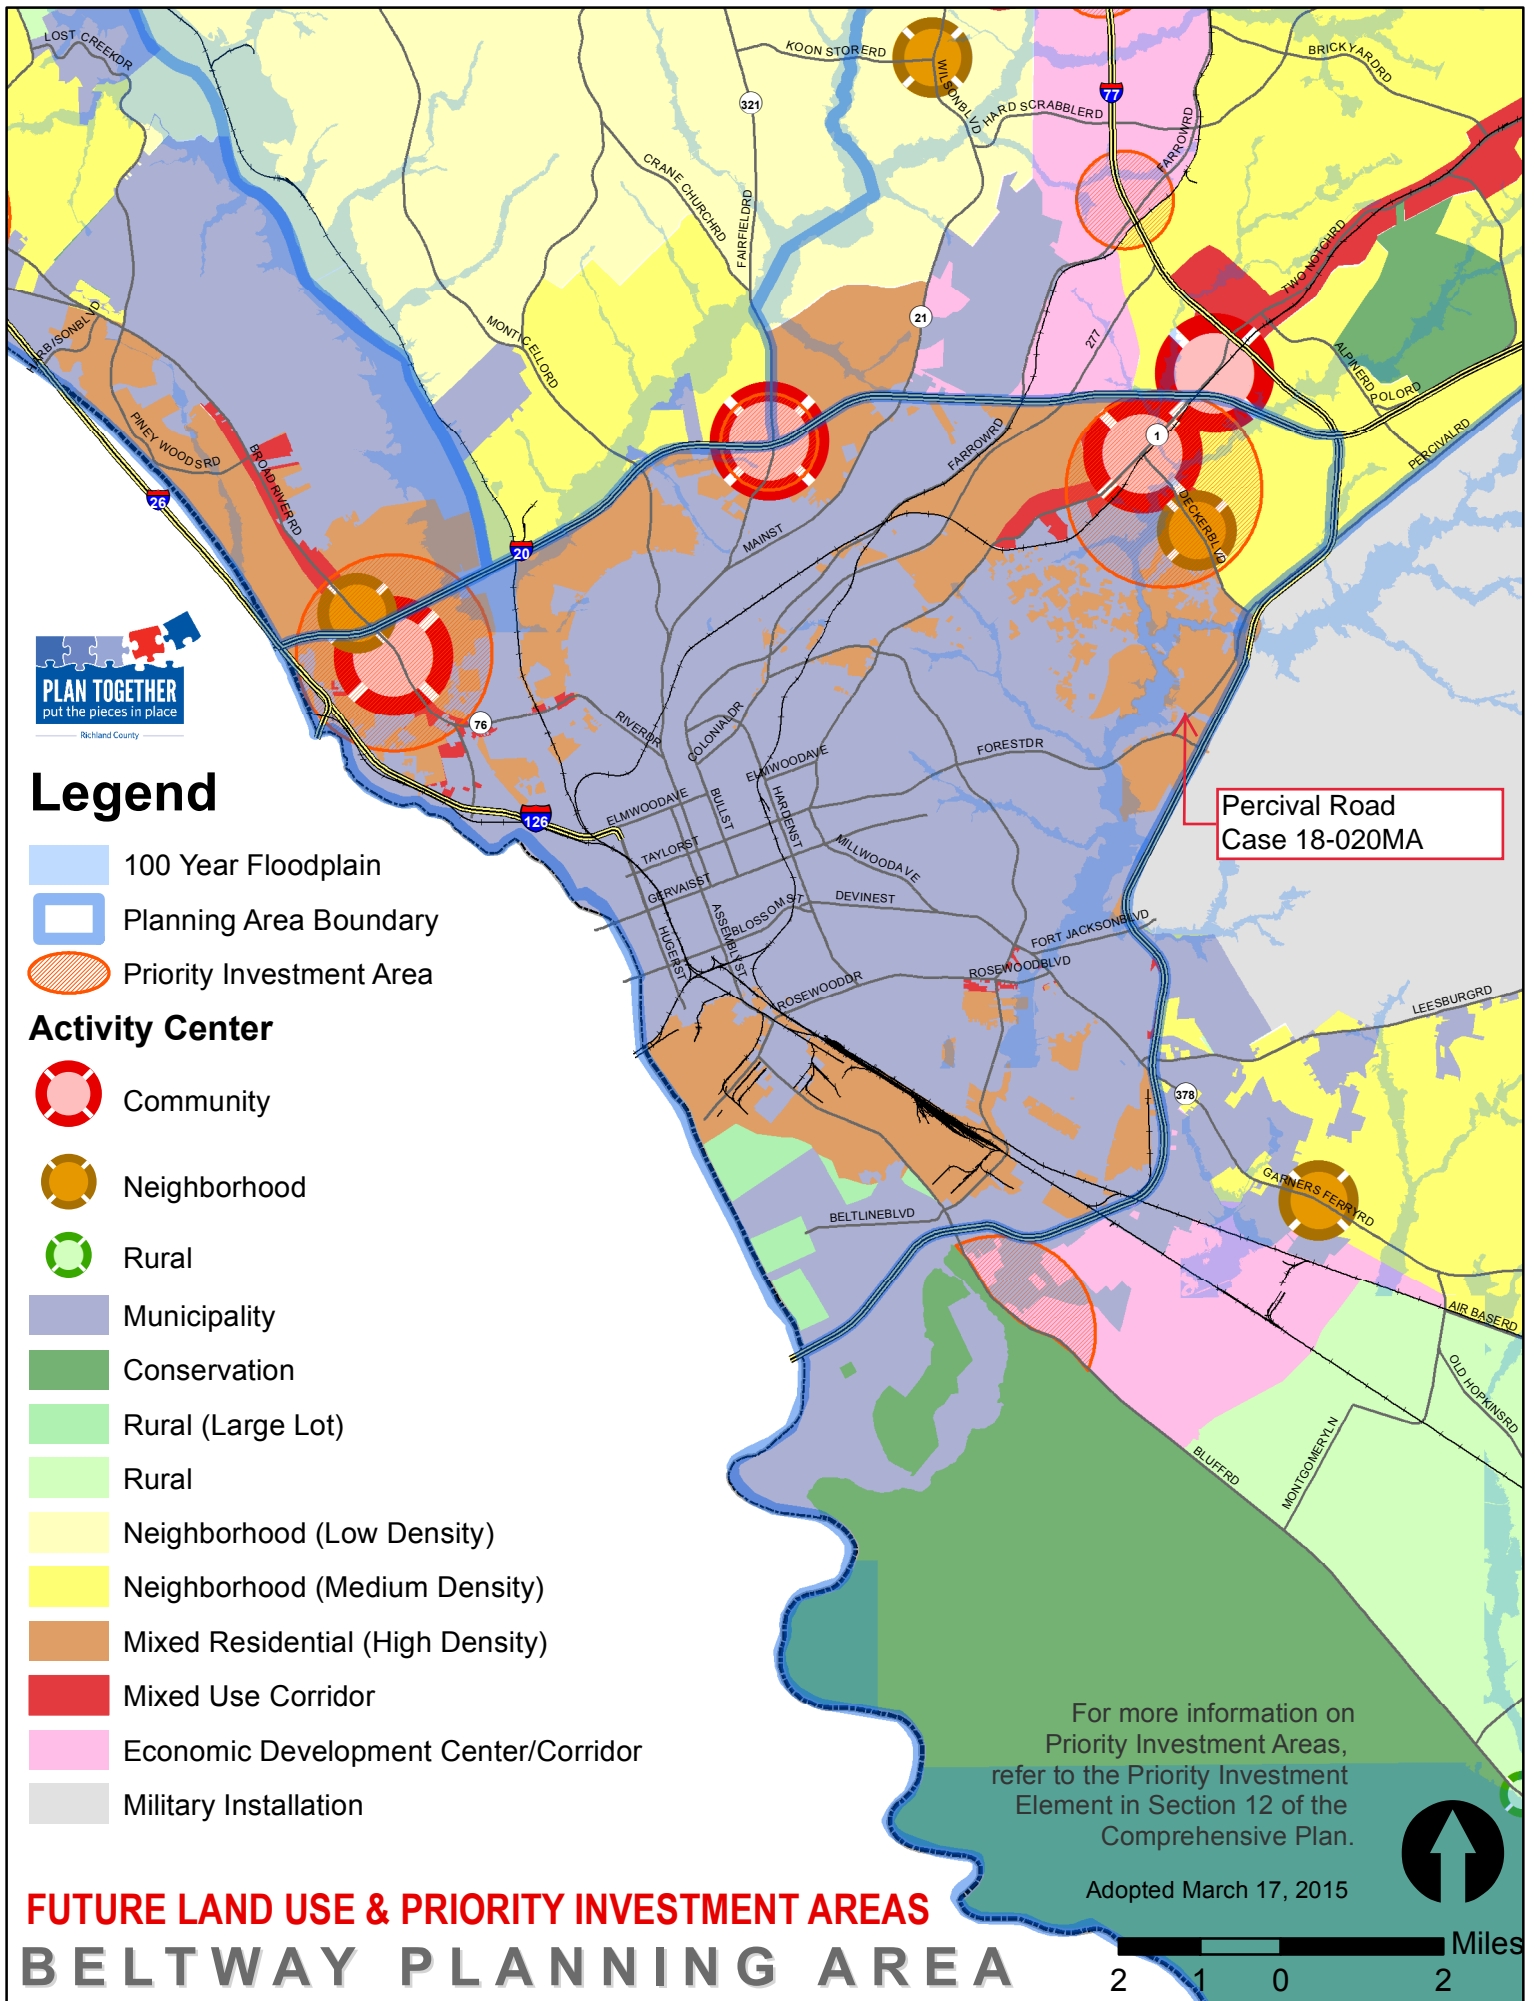 LOST CREEKDR
KOON STORERD
WILSONBLVD
BRICKYARDRD
321
77
HARD SCRABBLERD
FARROWRD
CRANE CHURCHRD
FAIRFIELDRD
TWO NOTCHRD
HARBISONBLVD
MONTICELLORD
21
277
ALPINERD
POLORD
PINEY WOODSRD
BROAD RIVERRD
FARROWRD
1
PERCIVALRD
26
20
MAINST
DECKERBLVD
PLAN TOGETHER
put the pieces in place
Richland County
76
RIVERDR
COLONIALDR
ELMWOODAVE
FORESTDR
Percival Road
Case 18-020MA
126
ELMWOODAVE
BULLST
HARDENST
TAYLORST
MILLWOODAVE
GERVAISST
DEVINEST
BLOSSOMST
ASSEMBLYST
HUGERST
FORT JACKSONBLVD
ROSEWOODBLVD
ROSEWOODDR
LEESBURGRD
378
GARNERS FERRYRD
BELTLINEBLVD
AIR BASERD
OLD HOPKINSRD
MONTGOMERYLN
BLUFFRD
Legend
100 Year Floodplain
Planning Area Boundary
Priority Investment Area
Activity Center
Community
Neighborhood
Rural
Municipality
Conservation
Rural (Large Lot)
Rural
Neighborhood (Low Density)
Neighborhood (Medium Density)
Mixed Residential (High Density)
Mixed Use Corridor
Economic Development Center/Corridor
Military Installation
For more information on
Priority Investment Areas,
refer to the Priority Investment
Element in Section 12 of the
Comprehensive Plan.
Adopted March 17, 2015
FUTURE LAND USE & PRIORITY INVESTMENT AREAS
BELTWAY PLANNING AREA
Miles
2 1 0 2